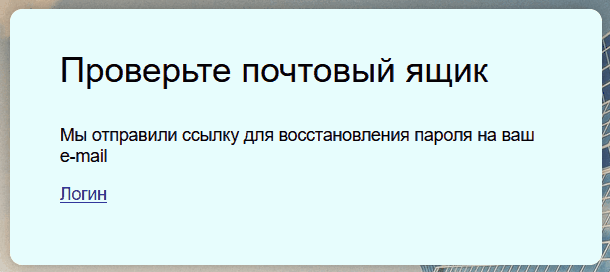 Проверьте почтовый ящик
Мы отправили ссылку для восстановления пароля на ваш
e-mail
Логин